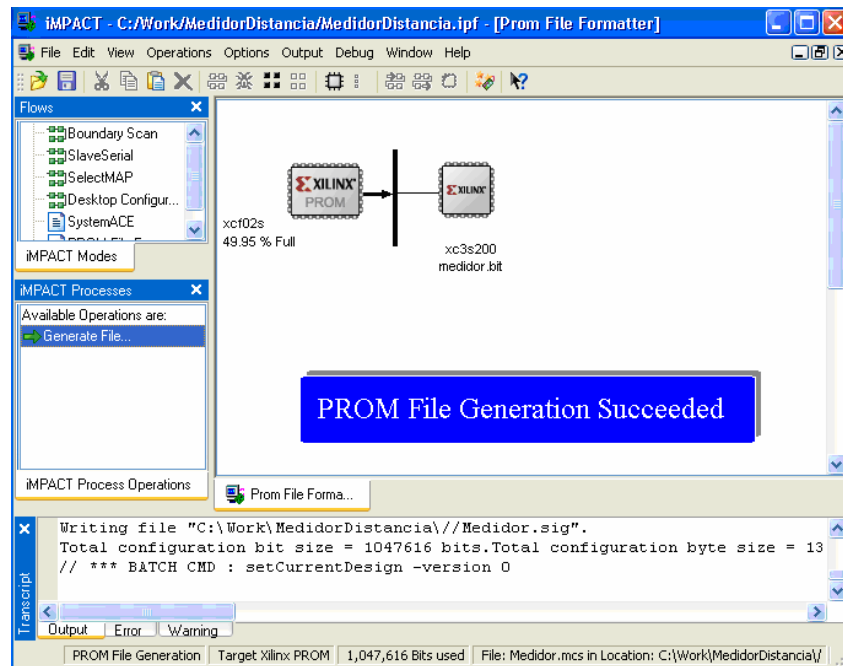 iMPACT - C:/Work/MedidorDistancia/MedidorDistancia.ipf - [Prom File Formatter]
File Edit View Operations Options Output Debug Window Help
Flows
Boundary Scan
SlaveSerial
SelectMAP
Desktop Configur...
SystemACE
iMPACT Modes
iMPACT Processes
Available Operations are:
Generate File...
iMPACT Process Operations
XILINX
PROM
xcf02s
49.95 % Full
XILINX
xc3s200
medidor.bit
PROM File Generation Succeeded
Prom File Forma...
Transcript
Writing file "C:\Work\MedidorDistancia\//Medidor.sig".
Total configuration bit size = 1047616 bits.Total configuration byte size = 13
// *** BATCH CMD : setCurrentDesign -version 0
Output Error Warning
PROM File Generation Target Xilinx PROM 1,047,616 Bits used File: Medidor.mcs in Location: C:\Work\MedidorDistancia\/